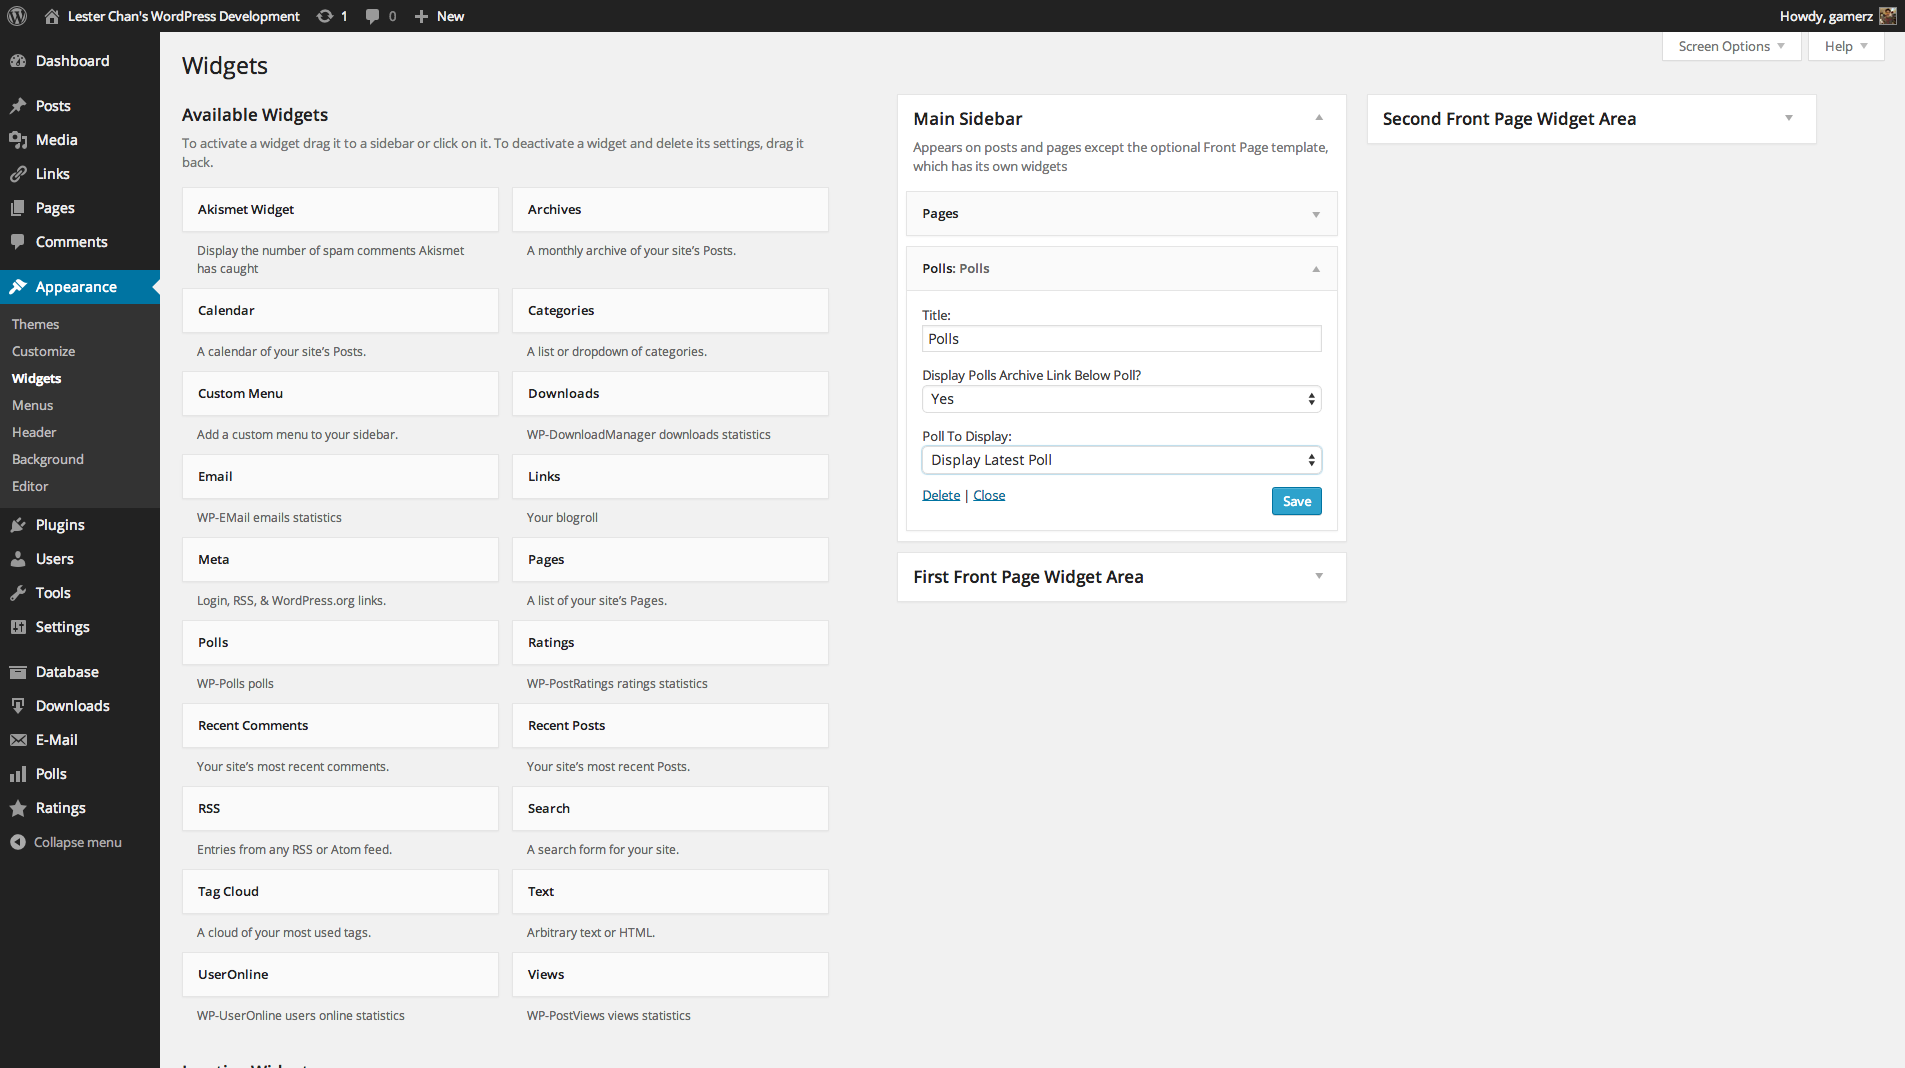 Lester Chan's WordPress Development
1
0
New
Howdy, gamerz
Dashboard
Posts
Media
Links
Pages
Comments
Appearance
Themes
Customize
Widgets
Menus
Header
Background
Editor
Plugins
Users
Tools
Settings
Database
Downloads
E-Mail
Polls
Ratings
Collapse menu
Screen Options
Help
Widgets
Available Widgets
To activate a widget drag it to a sidebar or click on it. To deactivate a widget and delete its settings, drag it
back.
Akismet Widget
Display the number of spam comments Akismet
has caught
Archives
A monthly archive of your site's Posts.
Calendar
A calendar of your site's Posts.
Categories
A list or dropdown of categories.
Custom Menu
Add a custom menu to your sidebar.
Downloads
WP-DownloadManager downloads statistics
Email
WP-EMail emails statistics
Links
Your blogroll
Meta
Login, RSS, & WordPress.org links.
Pages
A list of your site's Pages.
Polls
WP-Polls polls
Ratings
WP-PostRatings ratings statistics
Recent Comments
Your site's most recent comments.
Recent Posts
Your site's most recent Posts.
RSS
Entries from any RSS or Atom feed.
Search
A search form for your site.
Tag Cloud
A cloud of your most used tags.
Text
Arbitrary text or HTML.
UserOnline
WP-UserOnline users online statistics
Views
WP-PostViews views statistics
Main Sidebar
Appears on posts and pages except the optional Front Page template,
which has its own widgets
Pages
Polls: Polls
Title:
Polls
Display Polls Archive Link Below Poll?
Yes
Poll To Display:
Display Latest Poll
Delete | Close
Save
First Front Page Widget Area
Second Front Page Widget Area